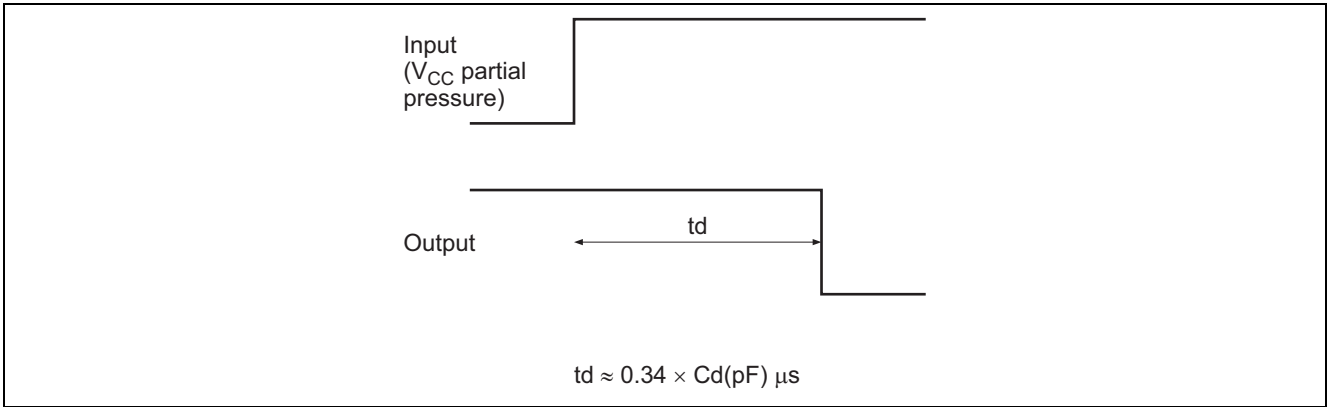 Input
(VCC partial
pressure)
Output
td
td ≈ 0.34 × Cd(pF) μs